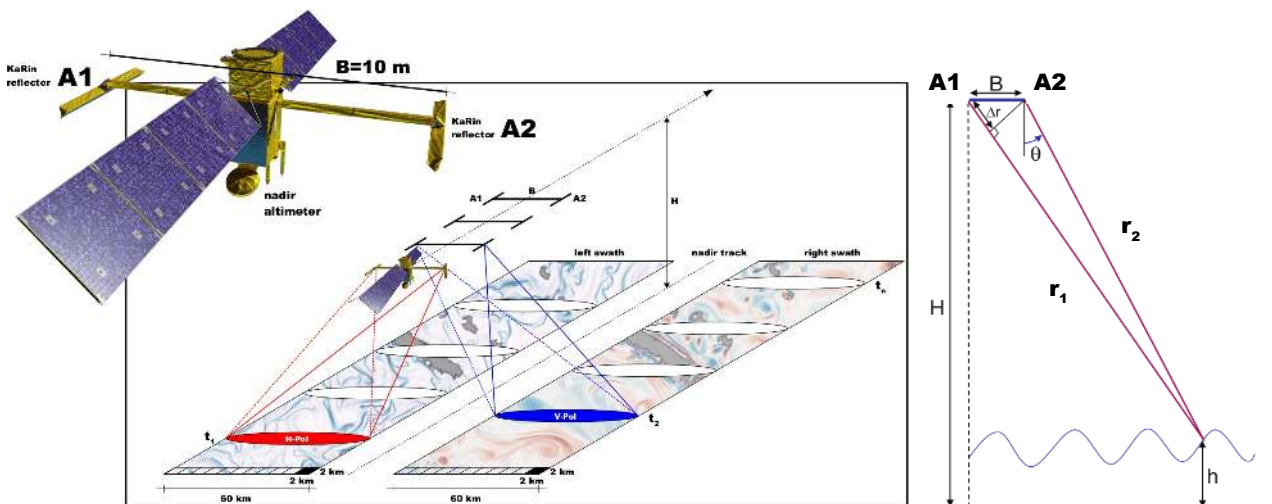 KaRin
reflector A1
B=10 m
KaRin
reflector A2
nadir
altimeter
A1 B A2
H
left swath nadir track right swath
tn
t1 H-Pol
V-Pol t2
2 km
2 km
60 km
2 km
2 km
60 km
A1 B A2
Δr
θ
r2
r1
H
h